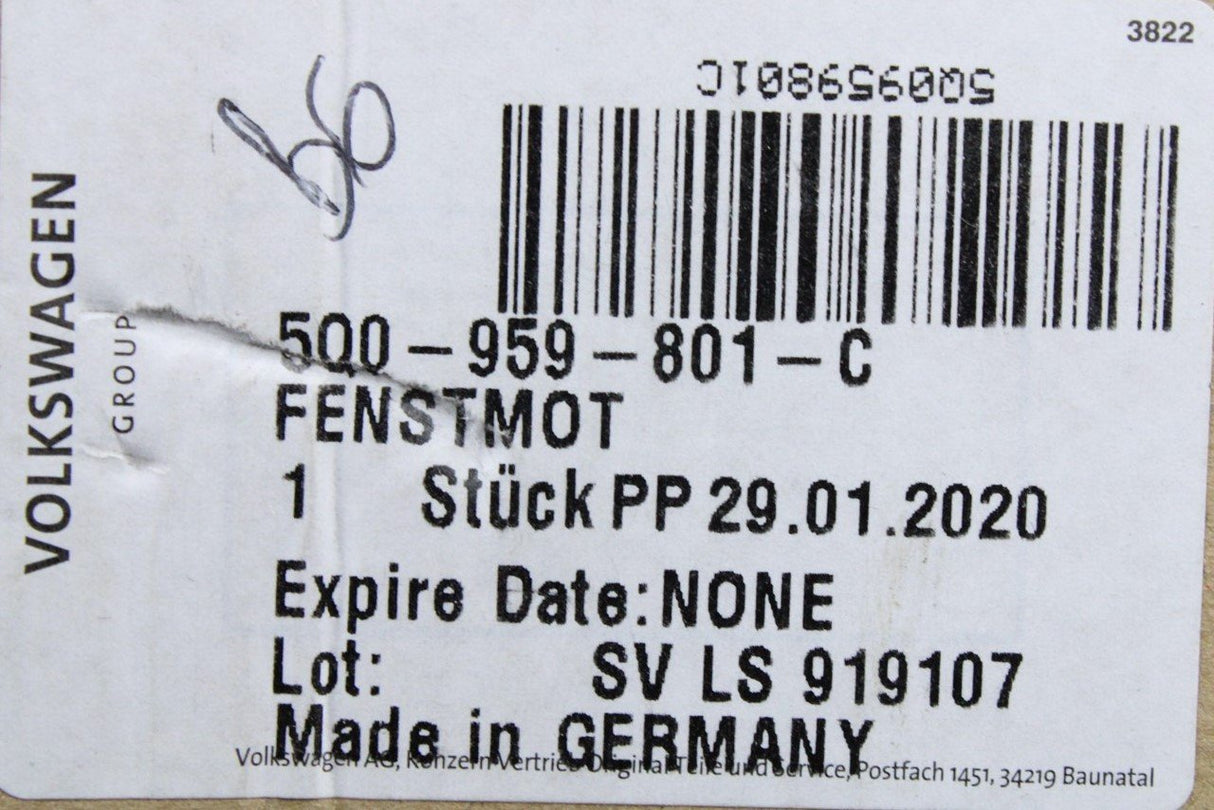 3822
5Q0959801C
56
VOLKSWAGEN
GROUP
5Q0-959-801-C
FENSTMOT
1 Stück PP 29.01.2020
Expire Date:NONE
Lot: SV LS 919107
Made in GERMANY
Volkswagen AG, Konzern Vertrieb Original Teile und Service, Postfach 1451, 34219 Baunatal